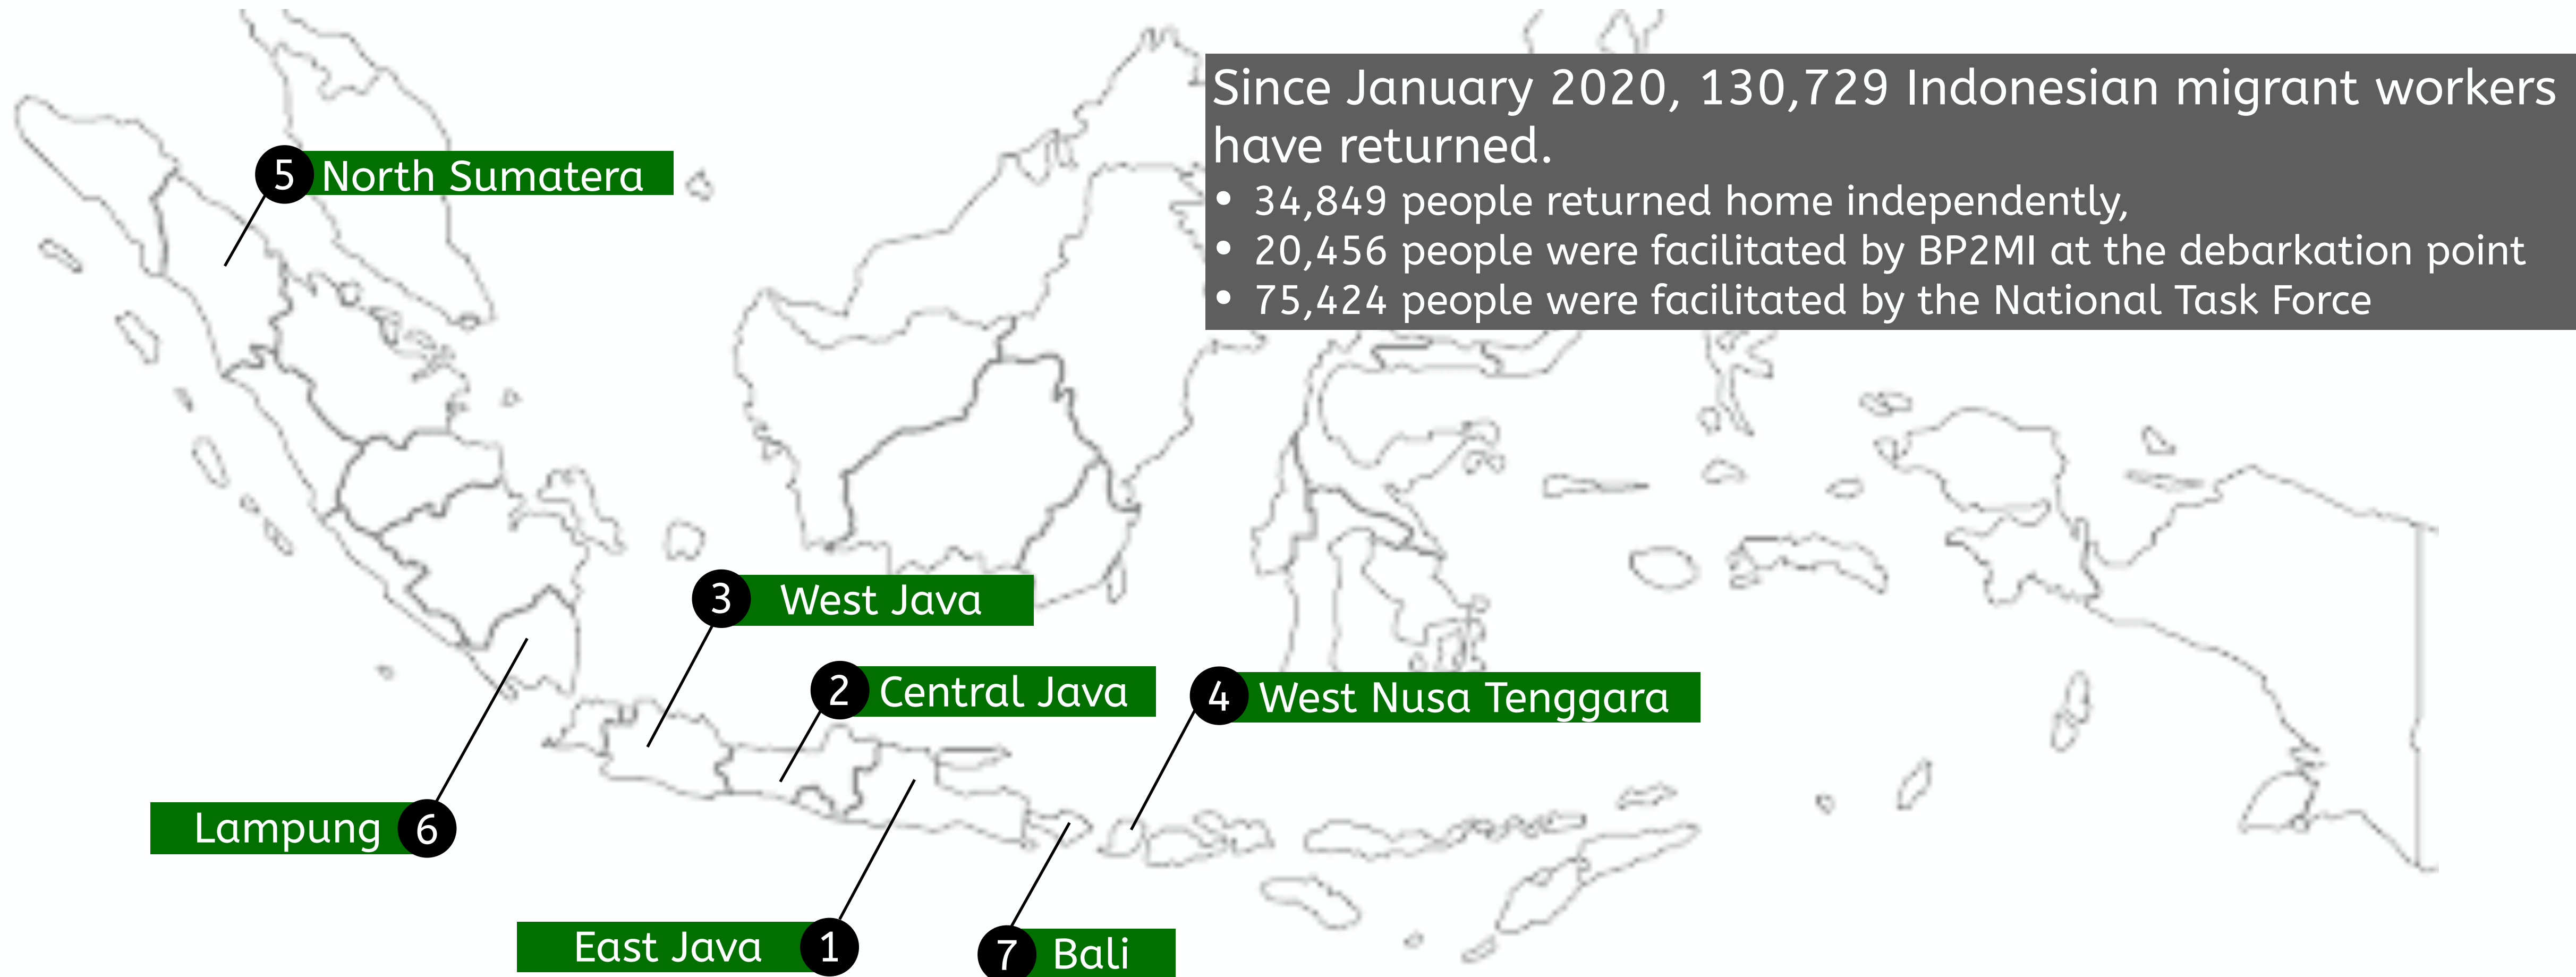 Since January 2020, 130,729 Indonesian migrant workers
have returned.
• 34,849 people returned home independently,
• 20,456 people were facilitated by BP2MI at the debarkation point
• 75,424 people were facilitated by the National Task Force
5 North Sumatera
3 West Java
2 Central Java
4 West Nusa Tenggara
Lampung 6
East Java 1
7 Bali